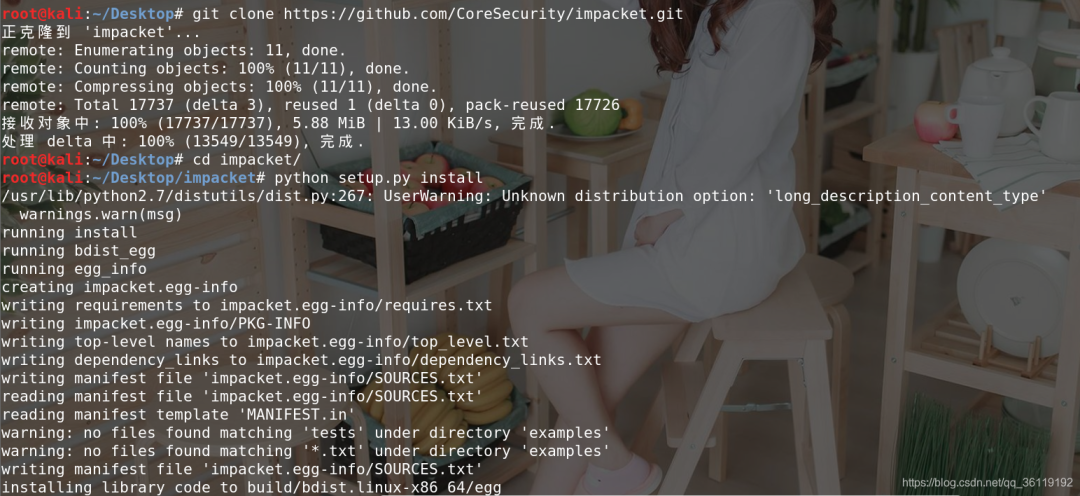 root@kali:~/Desktop# git clone https://github.com/CoreSecurity/impacket.git
正克隆到 'impacket'...
remote: Enumerating objects: 11, done.
remote: Counting objects: 100% (11/11), done.
remote: Compressing objects: 100% (11/11), done.
remote: Total 17737 (delta 3), reused 1 (delta 0), pack-reused 17726
接收对象中: 100% (17737/17737), 5.88 MiB | 13.00 KiB/s, 完成.
处理 delta 中: 100% (13549/13549), 完成.
root@kali:~/Desktop# cd impacket/
root@kali:~/Desktop/impacket# python setup.py install
/usr/lib/python2.7/distutils/dist.py:267: UserWarning: Unknown distribution option: 'long_description_content_type'
  warnings.warn(msg)
running install
running bdist_egg
running egg_info
creating impacket.egg-info
writing requirements to impacket.egg-info/requires.txt
writing impacket.egg-info/PKG-INFO
writing top-level names to impacket.egg-info/top_level.txt
writing dependency_links to impacket.egg-info/dependency_links.txt
writing manifest file 'impacket.egg-info/SOURCES.txt'
reading manifest file 'impacket.egg-info/SOURCES.txt'
reading manifest template 'MANIFEST.in'
warning: no files found matching 'tests' under directory 'examples'
warning: no files found matching '*.txt' under directory 'examples'
writing manifest file 'impacket.egg-info/SOURCES.txt'
installing library code to build/bdist.linux-x86_64/egg
https://blog.csdn.net/qq_36119192